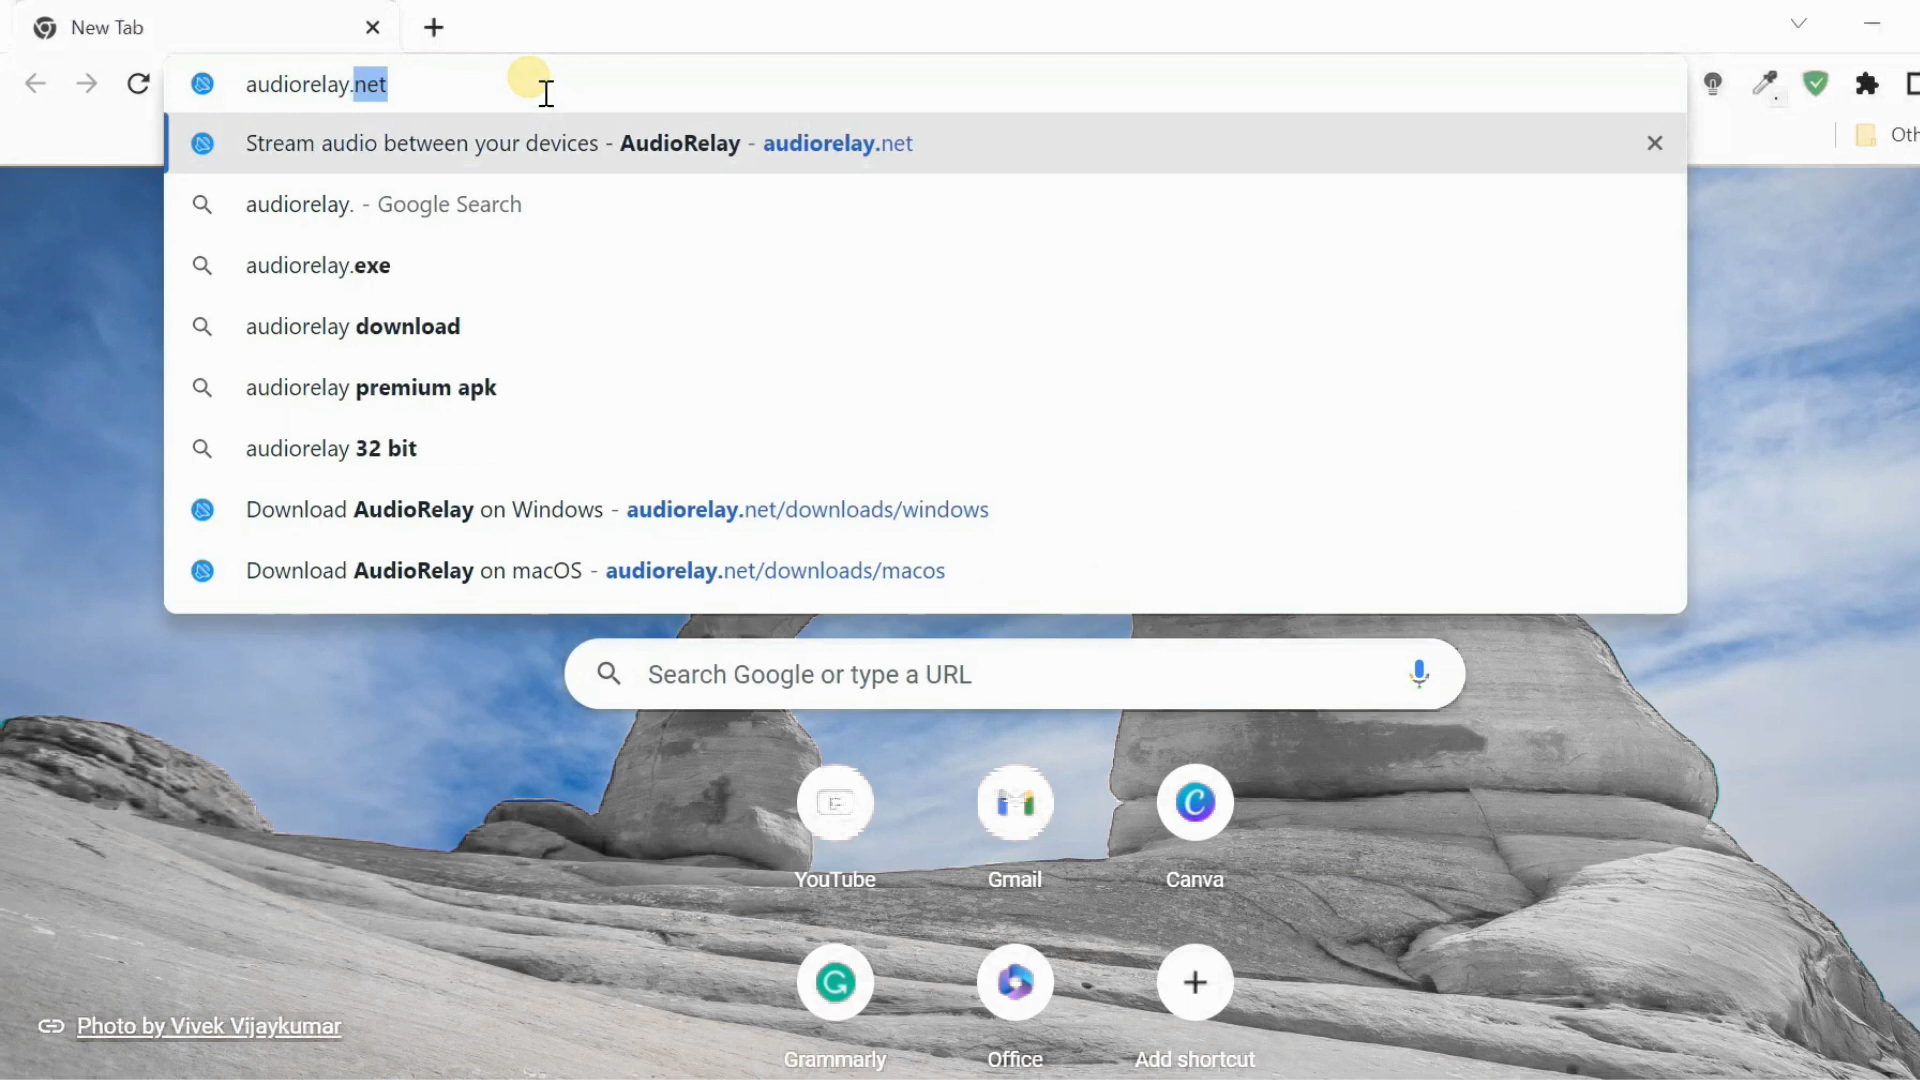 New Tab
audiorelay.net
Oth
Stream audio between your devices - AudioRelay - audiorelay.net
audiorelay. - Google Search
audiorelay.exe
audiorelay download
audiorelay premium apk
audiorelay 32 bit
Download AudioRelay on Windows - audiorelay.net/downloads/windows
Download AudioRelay on macOS - audiorelay.net/downloads/macos
Search Google or type a URL
YouTube
Gmail
Canva
Grammarly
Office
Add shortcut
Photo by Vivek Vijaykumar